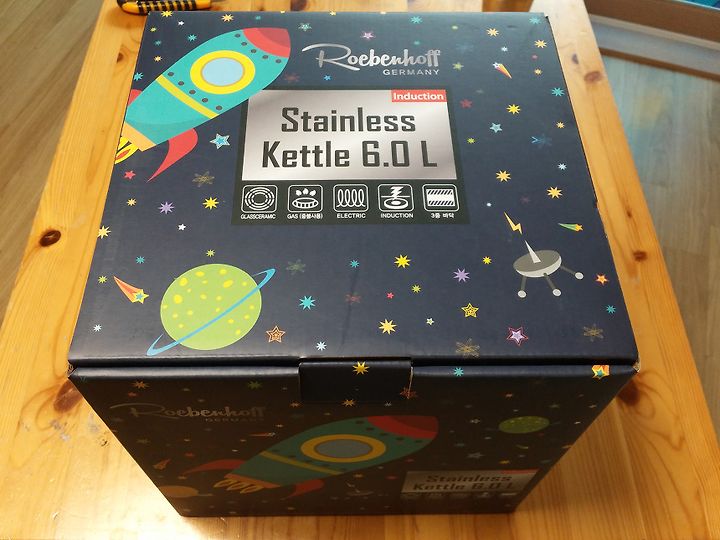 Roebenhoff
GERMANY
Induction
Stainless
Kettle 6.0 L
GLASSCERAMIC
GAS (중불사용)
ELECTRIC
INDUCTION
3중 바닥
Roebenhoff
GERMANY
Stainless
Kettle 6.0 L